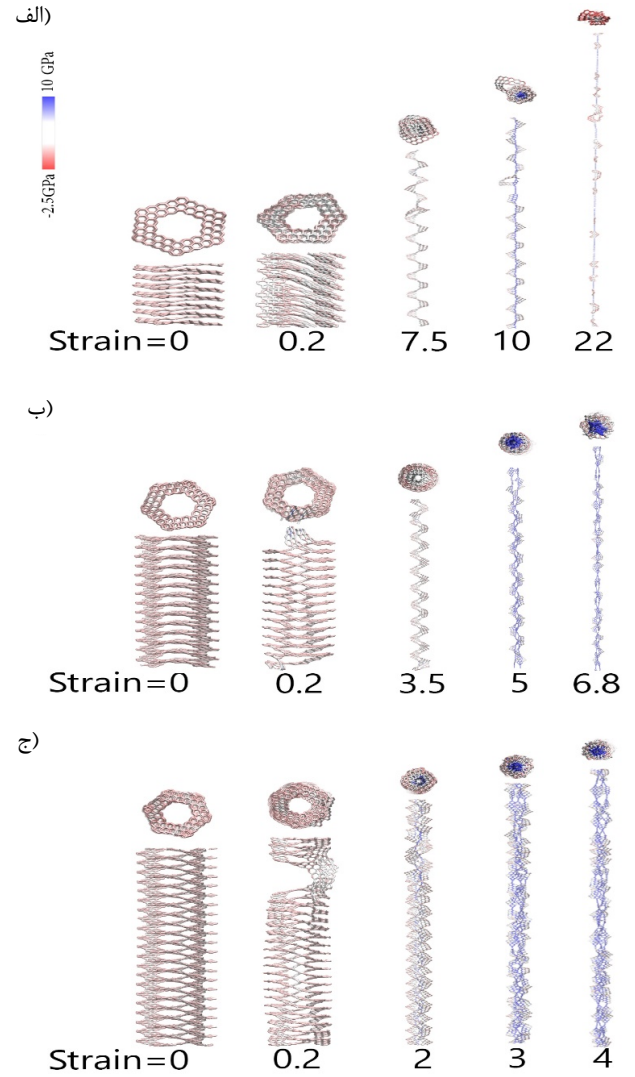 الف)
10 GPa
-2.5GPa
Strain=0 0.2 7.5 10 22
ب)
Strain=0 0.2 3.5 5 6.8
ج)
Strain=0 0.2 2 3 4